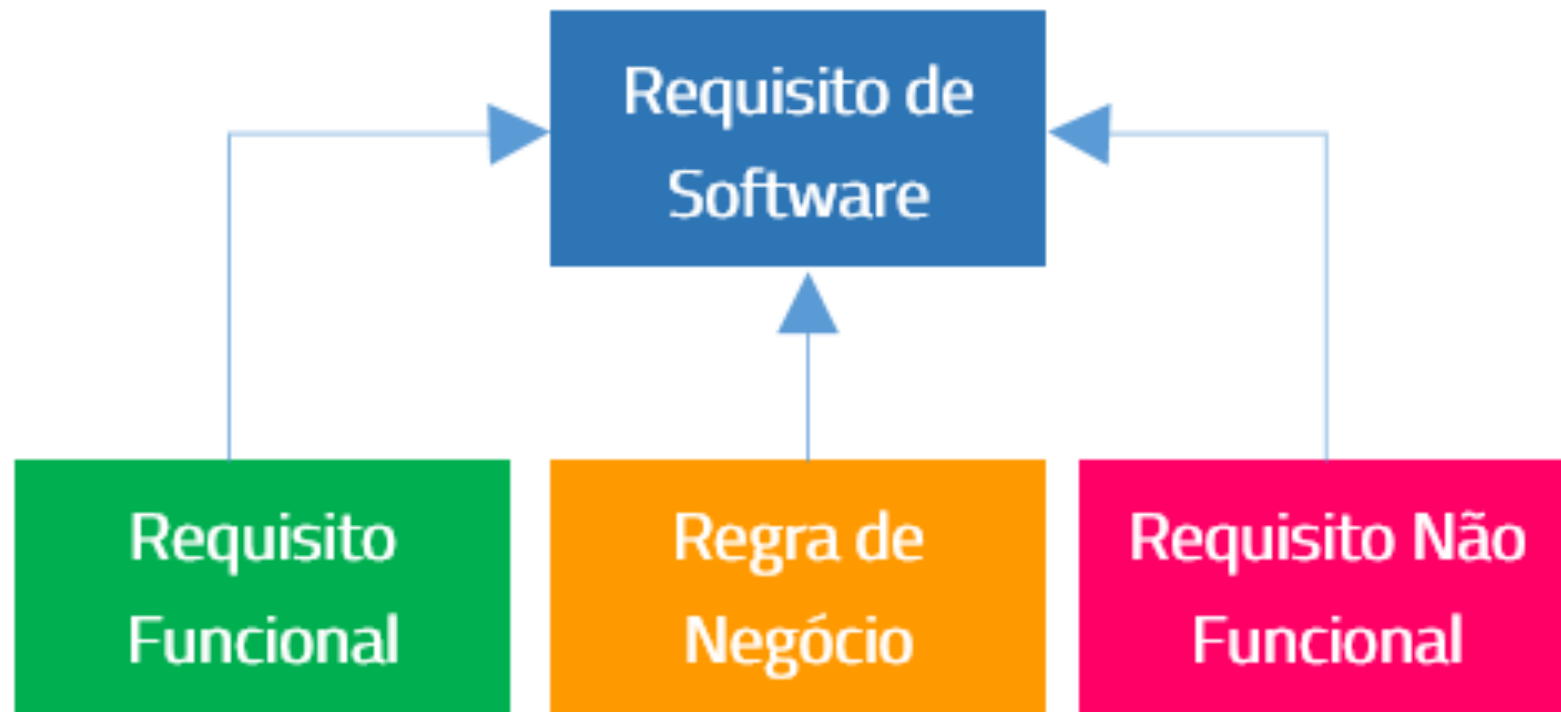 Requisito de
Software
Requisito
Funcional
Regra de
Negócio
Requisito Não
Funcional